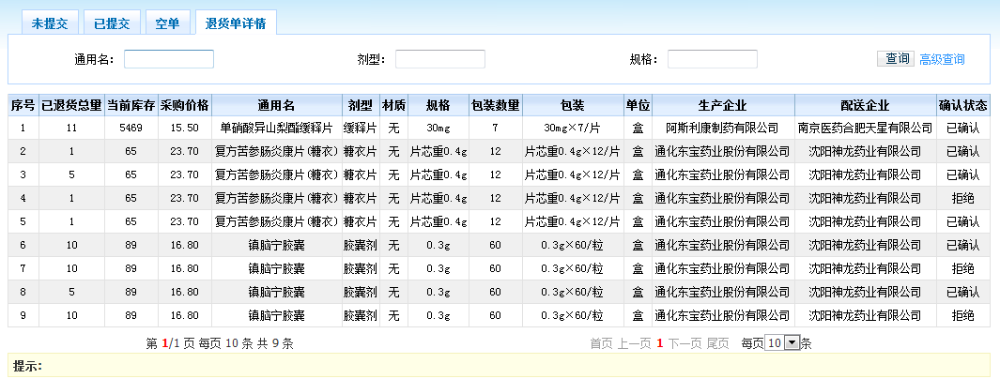 未提交 已提交 空单 退货单详情
通用名： 剂型： 规格： 查询 高级查询
序号 已退货总量 当前库存 采购价格 通用名 剂型 材质 规格 包装数量 包装 单位 生产企业 配送企业 确认状态
1 11 5469 15.50 单硝酸异山梨酯缓释片 缓释片 无 30mg 7 30mg×7/片 盒 阿斯利康制药有限公司 南京医药合肥天星有限公司 已确认
2 1 65 23.70 复方苦参肠炎康片(糖衣) 糖衣片 无 片芯重0.4g 12 片芯重0.4g×12/片 盒 通化东宝药业股份有限公司 沈阳神龙药业有限公司 已确认
3 5 65 23.70 复方苦参肠炎康片(糖衣) 糖衣片 无 片芯重0.4g 12 片芯重0.4g×12/片 盒 通化东宝药业股份有限公司 沈阳神龙药业有限公司 已确认
4 1 65 23.70 复方苦参肠炎康片(糖衣) 糖衣片 无 片芯重0.4g 12 片芯重0.4g×12/片 盒 通化东宝药业股份有限公司 沈阳神龙药业有限公司 拒绝
5 1 65 23.70 复方苦参肠炎康片(糖衣) 糖衣片 无 片芯重0.4g 12 片芯重0.4g×12/片 盒 通化东宝药业股份有限公司 沈阳神龙药业有限公司 已确认
6 10 89 16.80 镇脑宁胶囊 胶囊剂 无 0.3g 60 0.3g×60/粒 盒 通化东宝药业股份有限公司 沈阳神龙药业有限公司 已确认
7 10 89 16.80 镇脑宁胶囊 胶囊剂 无 0.3g 60 0.3g×60/粒 盒 通化东宝药业股份有限公司 沈阳神龙药业有限公司 拒绝
8 5 89 16.80 镇脑宁胶囊 胶囊剂 无 0.3g 60 0.3g×60/粒 盒 通化东宝药业股份有限公司 沈阳神龙药业有限公司 已确认
9 10 89 16.80 镇脑宁胶囊 胶囊剂 无 0.3g 60 0.3g×60/粒 盒 通化东宝药业股份有限公司 沈阳神龙药业有限公司 拒绝
第 1/1 页 每页 10 条 共 9 条 首页 上一页 1 下一页 尾页 每页 10 条
提示：